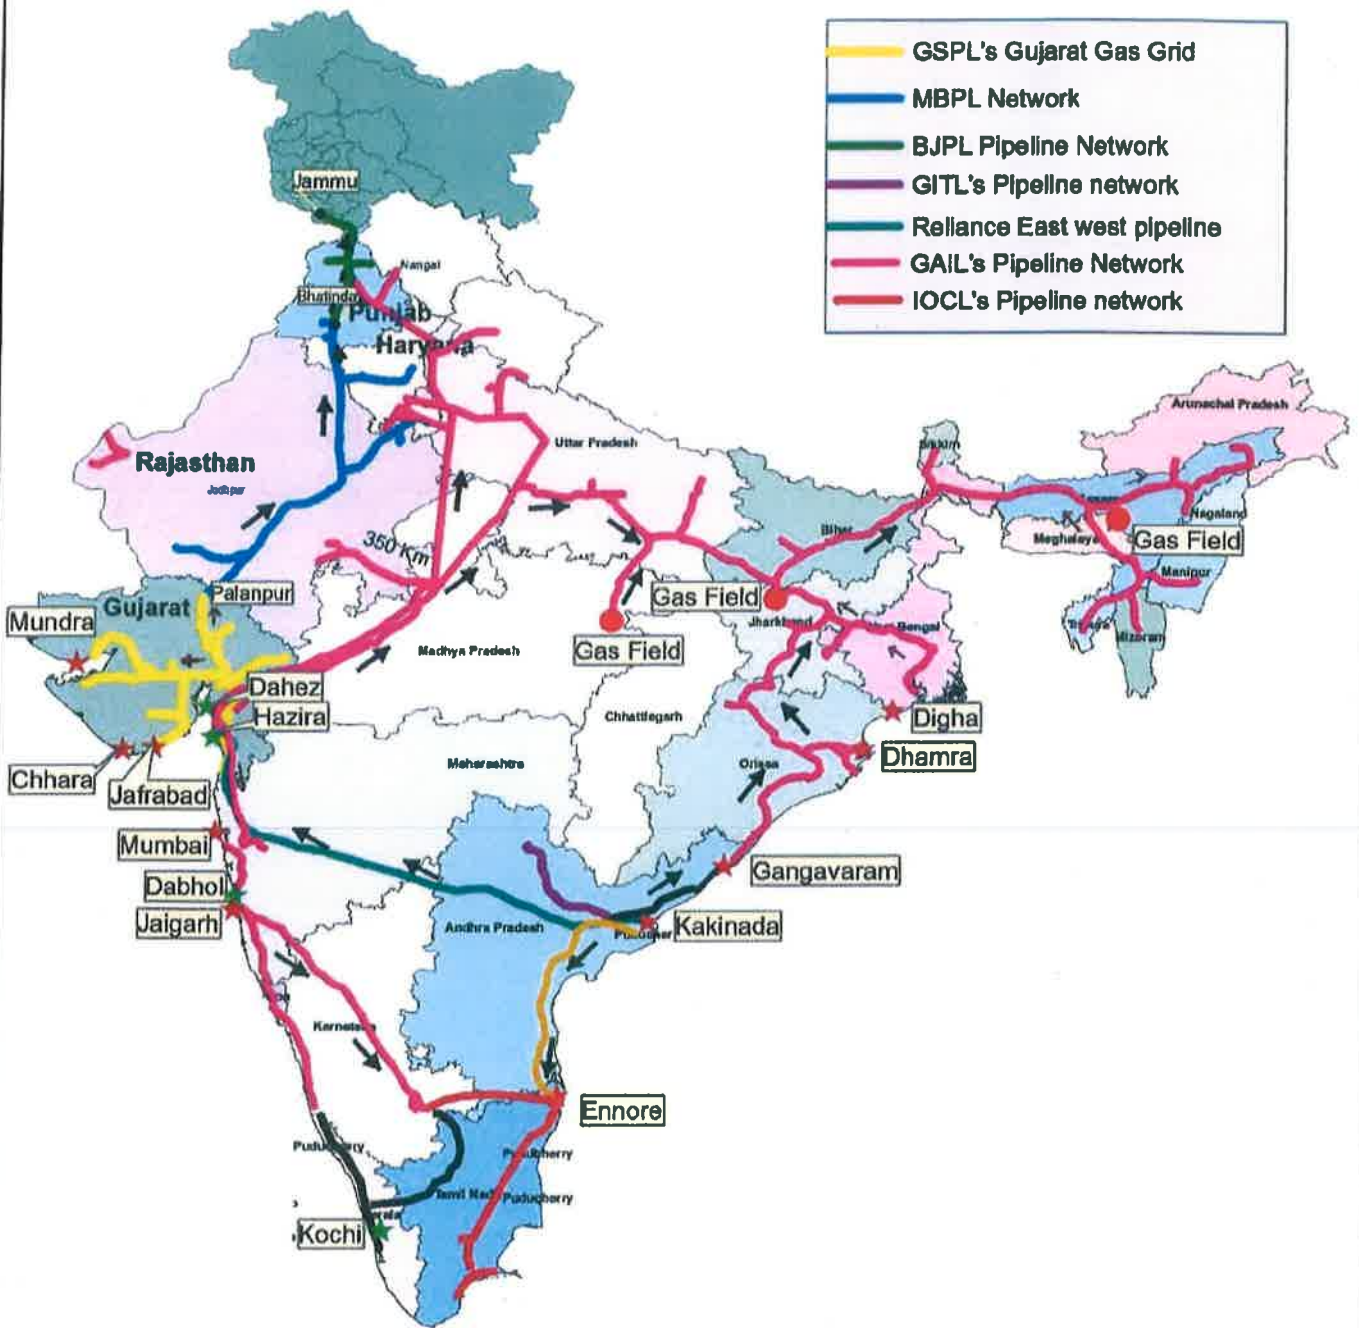 GSPL's Gujarat Gas Grid
MBPL Network
BJPL Pipeline Network
GITL's Pipeline network
Reliance East west pipeline
GAIL's Pipeline Network
IOCL's Pipeline network
Jammu
Nangal
Bhatinda
Punjab
Haryana
Arunachal Pradesh
Uttar Pradesh
Sikkim
Rajasthan
Jodhpur
Nagaland
Bihar
350 Km
Meghalaya
Gas Field
Manipur
Palanpur
Gujarat
Gas Field
Mundra
Jharkhand
Bengal
Mizoram
Gas Field
Madhya Pradesh
Dahez
Hazira
Chhattisgarh
Digha
Maharashtra
Orissa
Dhamra
Chhara
Jafrabad
Mumbai
Gangavaram
Dabhol
Jaigarh
Andhra Pradesh
Kakinada
Karnataka
Ennore
Puducherry
Puducherry
Tamil Nadu
Puducherry
Kochi